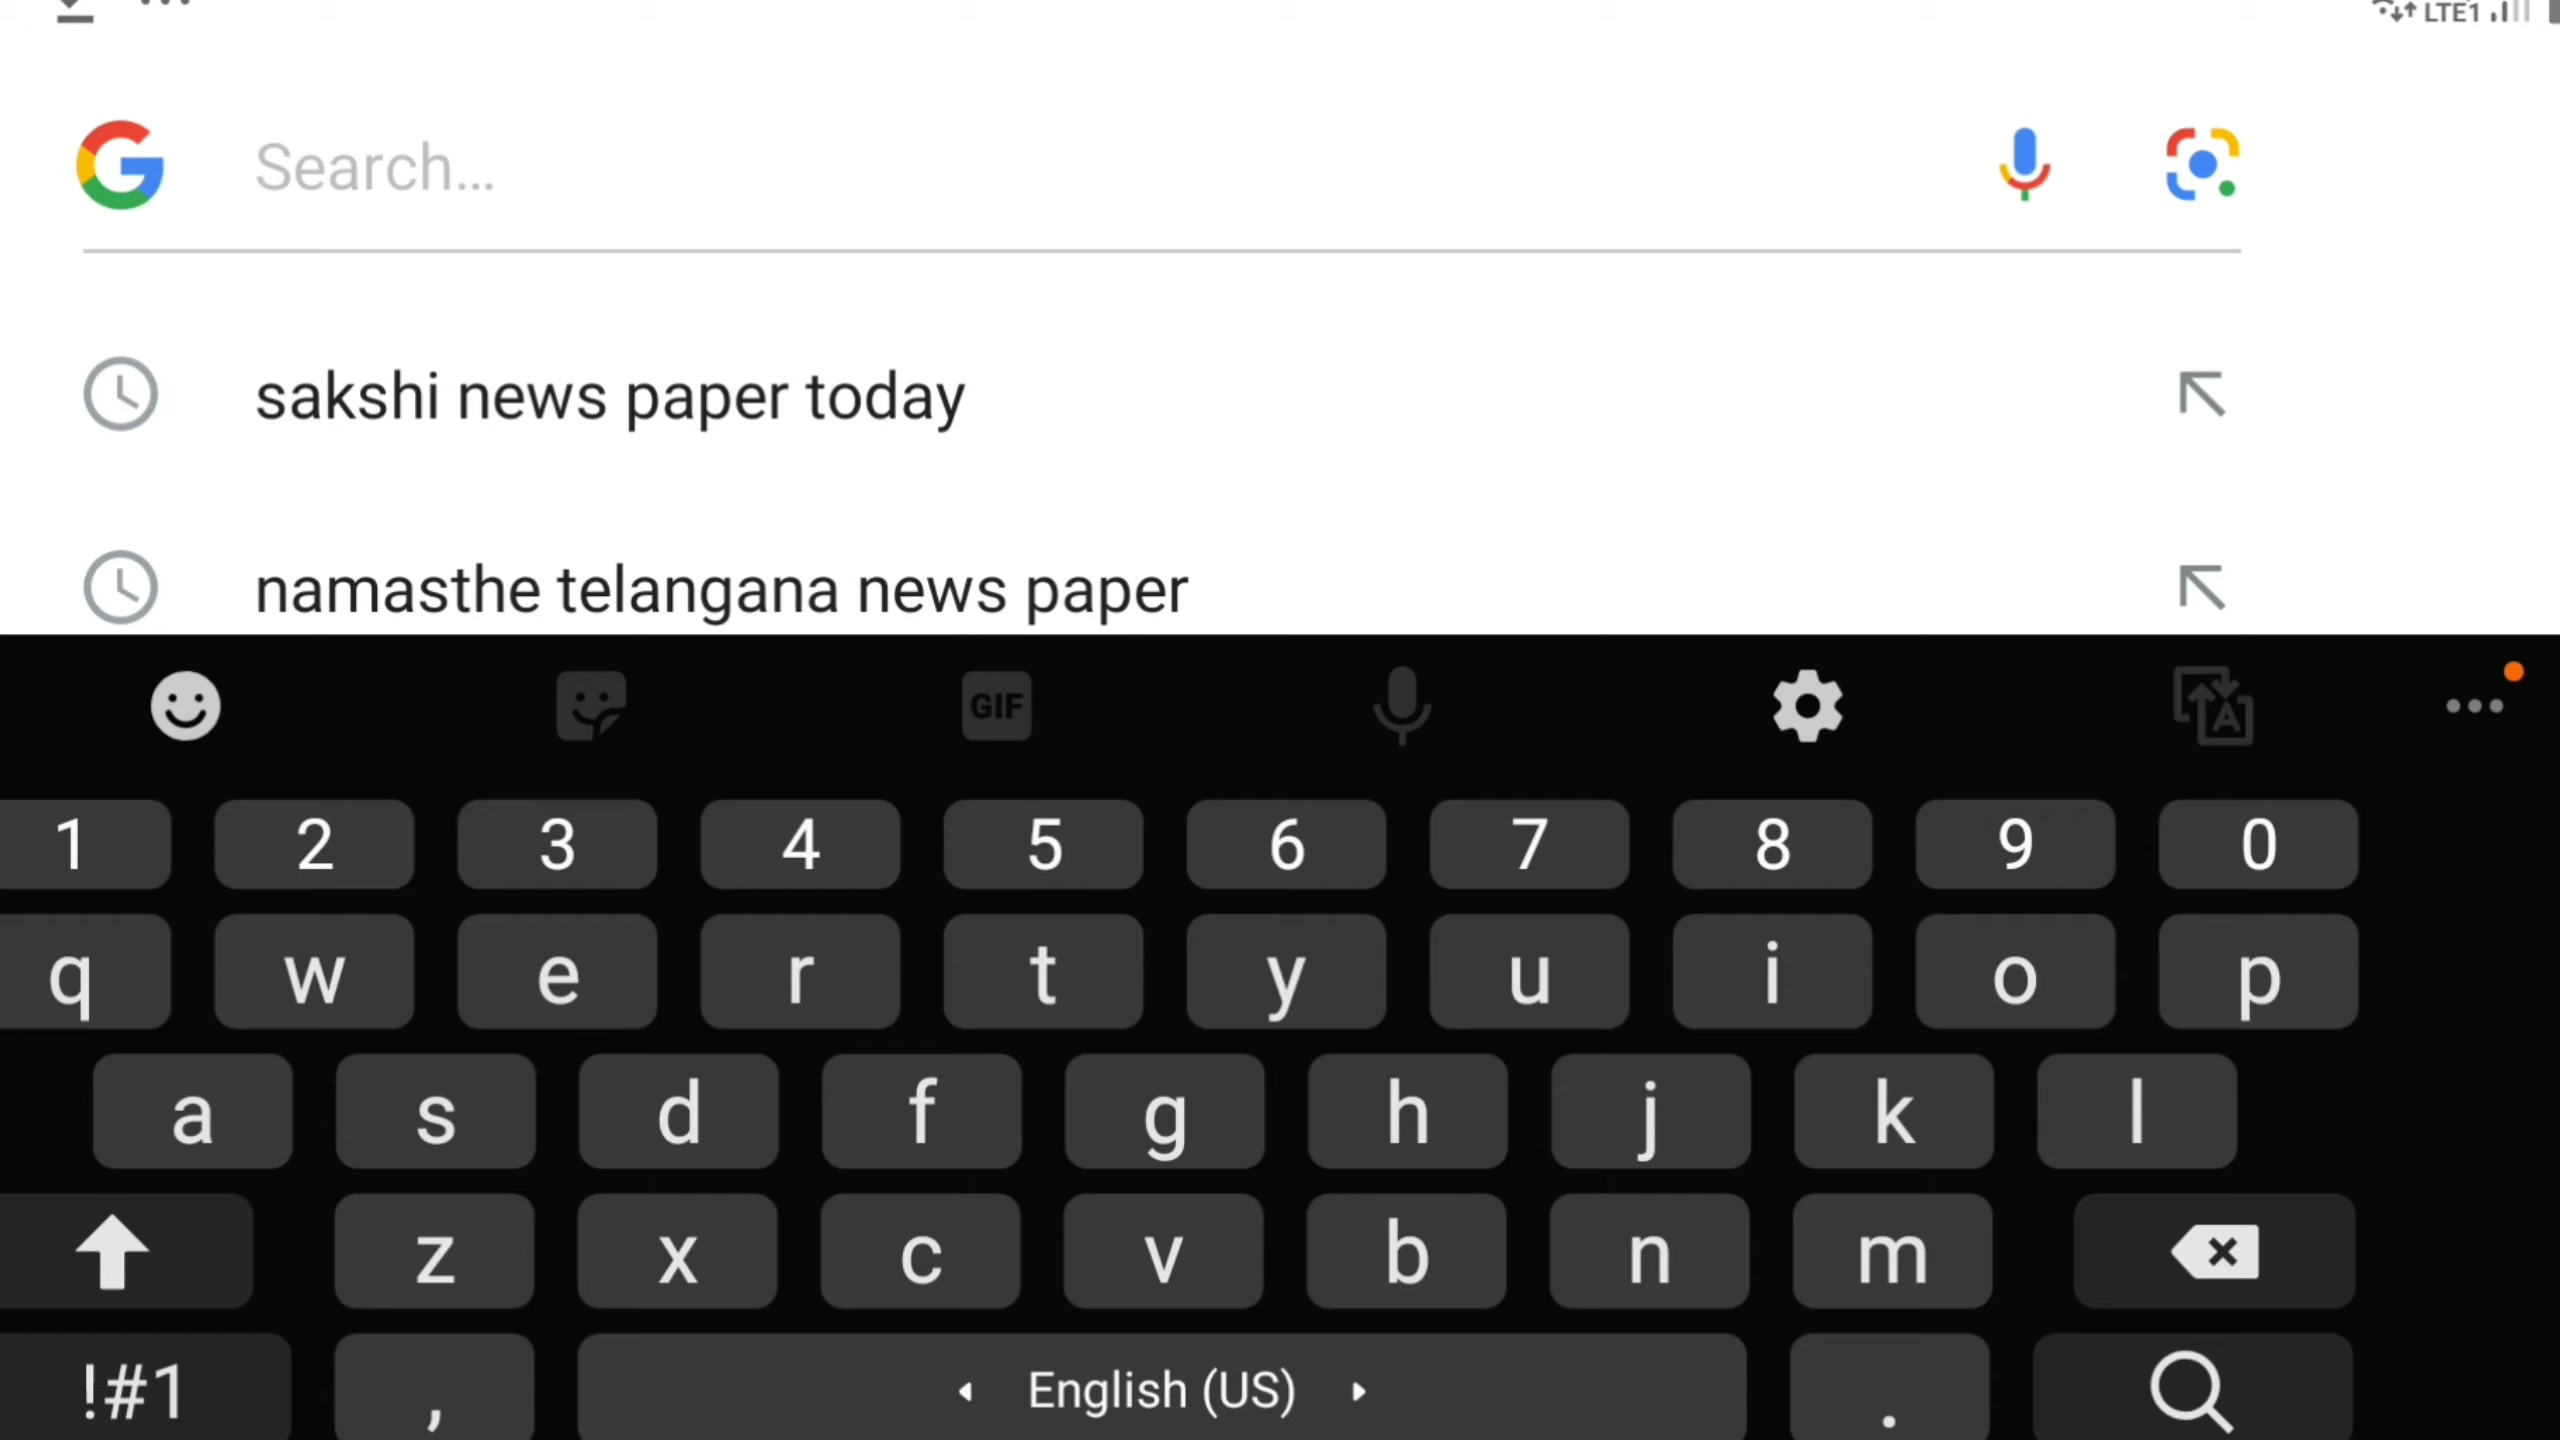 LTE1
G Search...
sakshi news paper today
namasthe telangana news paper
GIF A
1 2 3 4 5 6 7 8 9 0
q w e r t y u i o p
a s d f g h j k l
z x c v b n m
!#1 , English (US) .